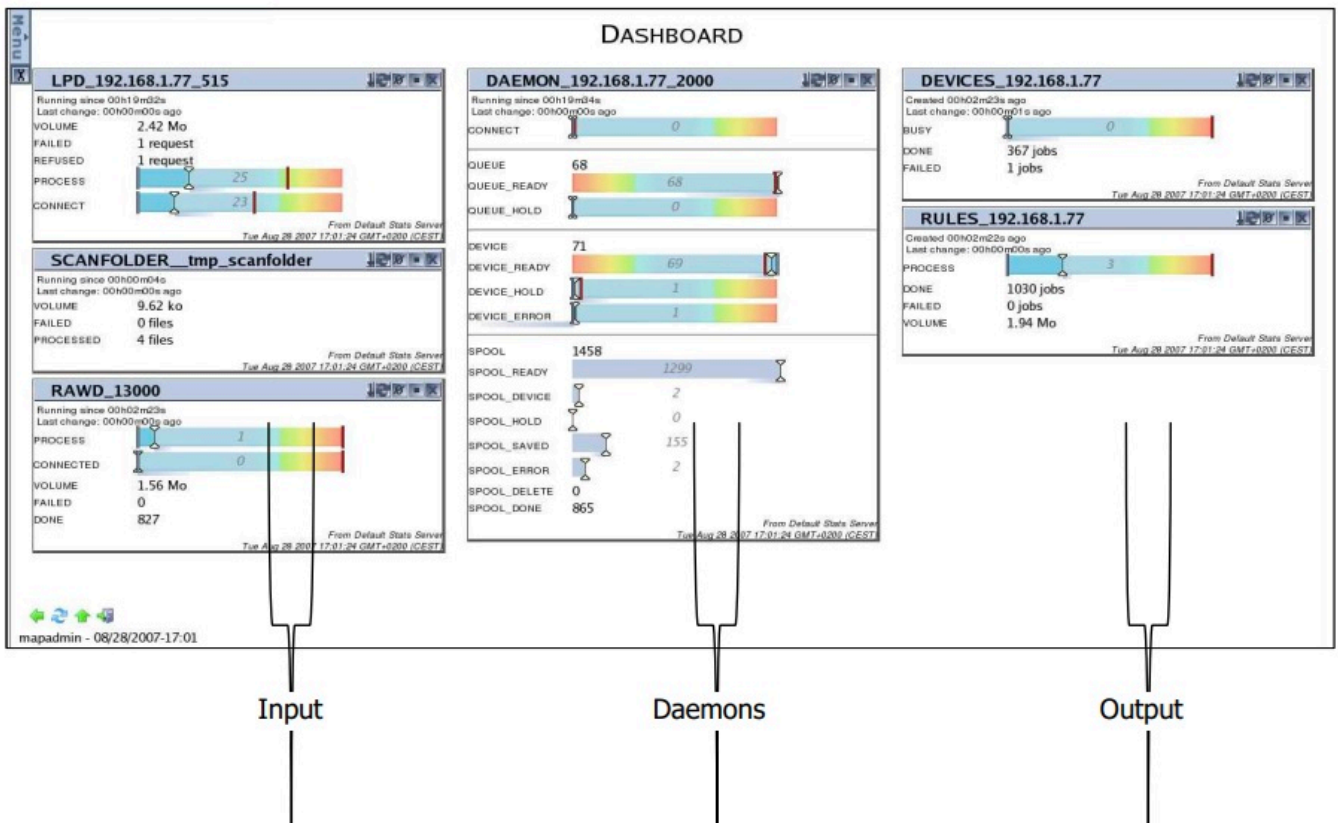 DASHBOARD
Menu
X
LPD_192.168.1.77_515
Running since 00h19m32s
Last change: 00h00m00s ago
VOLUME 2.42 Mo
FAILED 1 request
REFUSED 1 request
PROCESS 25
CONNECT 23
From Default Stats Server
Tue Aug 28 2007 17:01:24 GMT+0200 (CEST)
SCANFOLDER__tmp_scanfolder
Running since 00h00m04s
Last change: 00h00m00s ago
VOLUME 9.62 ko
FAILED 0 files
PROCESSED 4 files
From Default Stats Server
Tue Aug 28 2007 17:01:24 GMT+0200 (CEST)
RAWD_13000
Running since 00h02m23s
Last change: 00h00m00s ago
PROCESS 1
CONNECTED 0
VOLUME 1.56 Mo
FAILED 0
DONE 827
From Default Stats Server
Tue Aug 28 2007 17:01:24 GMT+0200 (CEST)
DAEMON_192.168.1.77_2000
Running since 00h19m34s
Last change: 00h00m00s ago
CONNECT 0
QUEUE 68
QUEUE_READY 68
QUEUE_HOLD 0
DEVICE 71
DEVICE_READY 69
DEVICE_HOLD 1
DEVICE_ERROR 1
SPOOL 1458
SPOOL_READY 1299
SPOOL_DEVICE 2
SPOOL_HOLD 0
SPOOL_SAVED 155
SPOOL_ERROR 2
SPOOL_DELETE 0
SPOOL_DONE 865
From Default Stats Server
Tue Aug 28 2007 17:01:24 GMT+0200 (CEST)
DEVICES_192.168.1.77
Created 00h02m23s ago
Last change: 00h00m01s ago
BUSY 0
DONE 367 jobs
FAILED 1 jobs
From Default Stats Server
Tue Aug 28 2007 17:01:24 GMT+0200 (CEST)
RULES_192.168.1.77
Created 00h02m22s ago
Last change: 00h00m00s ago
PROCESS 3
DONE 1030 jobs
FAILED 0 jobs
VOLUME 1.94 Mo
From Default Stats Server
Tue Aug 28 2007 17:01:24 GMT+0200 (CEST)
mapadmin - 08/28/2007-17:01
Input Daemons Output